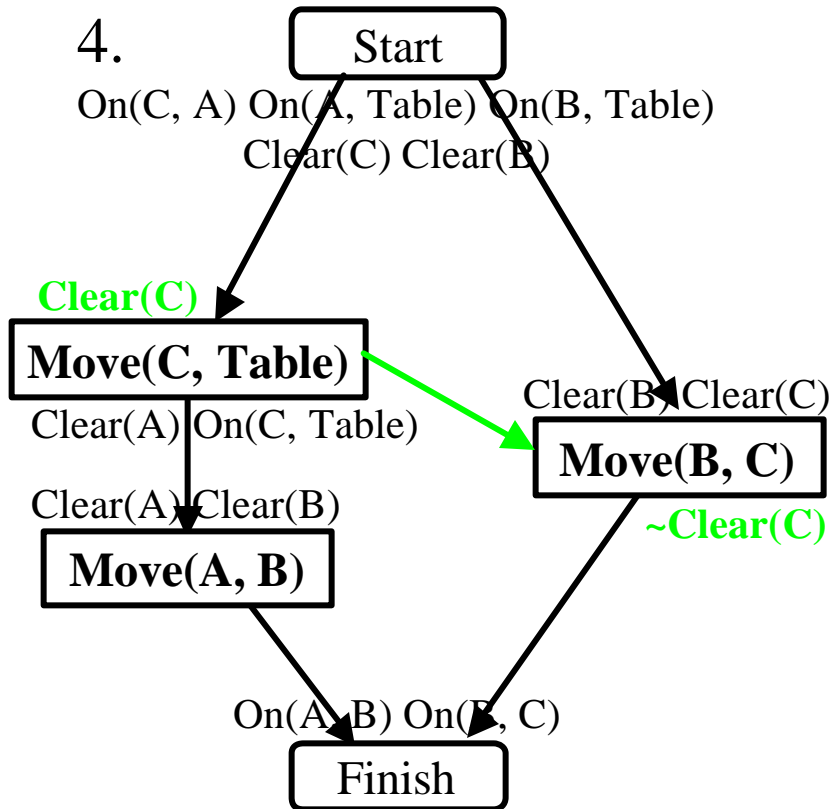 4.
Start
On(C, A) On(A, Table) On(B, Table)
Clear(C) Clear(B)
Clear(C)
Move(C, Table)
Clear(B) Clear(C)
Clear(A) On(C, Table)
Move(B, C)
Clear(A) Clear(B)
~Clear(C)
Move(A, B)
On(A, B) On(B, C)
Finish